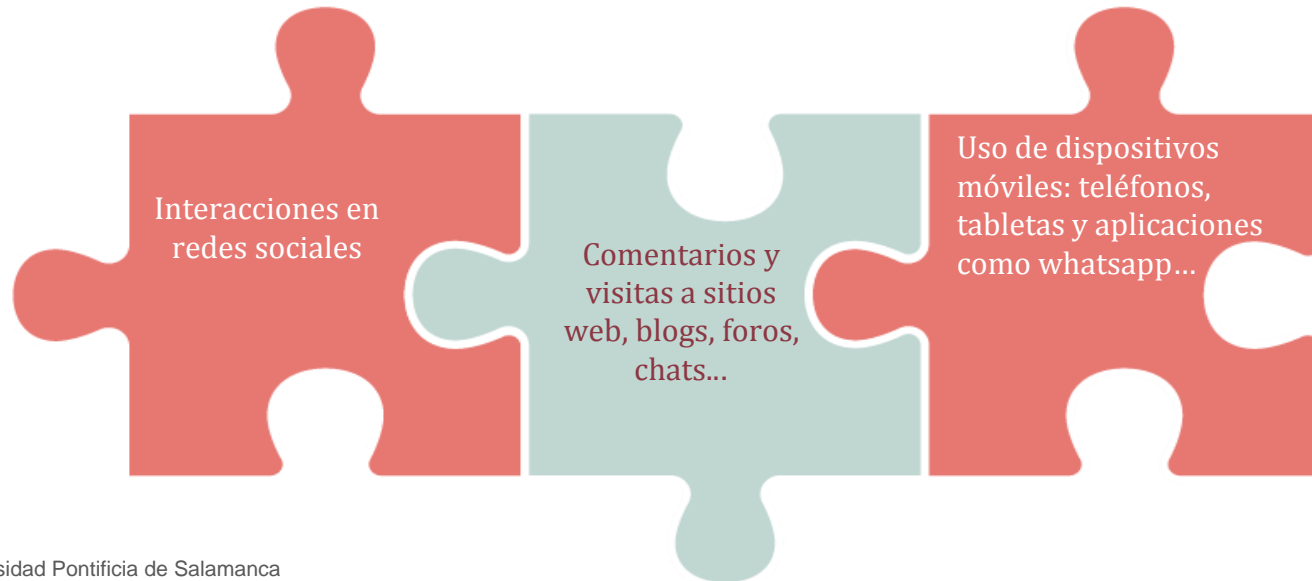 Interacciones en
redes sociales
Comentarios y
visitas a sitios
web, blogs, foros,
chats...
Uso de dispositivos
móviles: teléfonos,
tabletas y aplicaciones
como whatsapp…
sidad Pontificia de Salamanca